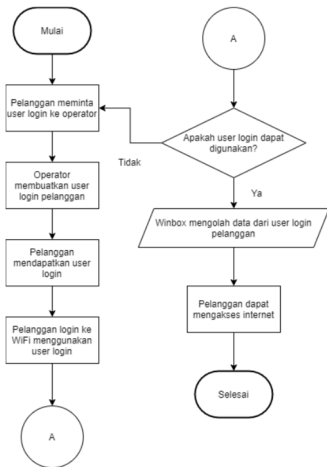 Mulai
Pelanggan meminta
user login ke operator
Operator
membuatkan user
login pelanggan
Pelanggan
mendapatkan user
login
Pelanggan login ke
WiFi menggunakan
user login
A
A
Apakah user login dapat
digunakan?
Tidak
Ya
Winbox mengolah data dari user login
pelanggan
Pelanggan dapat
mengakses internet
Selesai